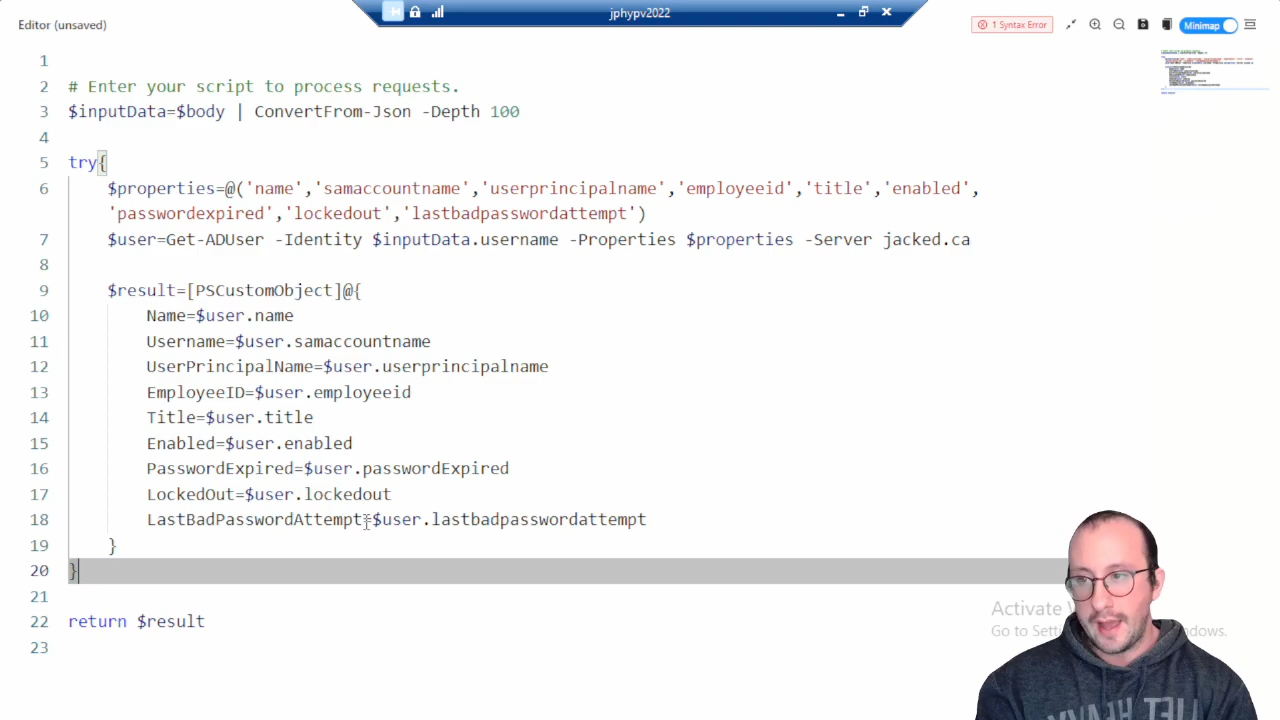 jphypv2022
Editor (unsaved)
1 Syntax Error
Minimap
1
2 # Enter your script to process requests.
3 $inputData=$body | ConvertFrom-Json -Depth 100
4
5 try{
6 $properties=@('name','samaccountname','userprincipalname','employeeid','title','enabled',
'passwordexpired','lockedout','lastbadpasswordattempt')
7 $user=Get-ADUser -Identity $inputData.username -Properties $properties -Server jacked.ca
8
9 $result=[PSCustomObject]@{
10 Name=$user.name
11 Username=$user.samaccountname
12 UserPrincipalName=$user.userprincipalname
13 EmployeeID=$user.employeeid
14 Title=$user.title
15 Enabled=$user.enabled
16 PasswordExpired=$user.passwordExpired
17 LockedOut=$user.lockedout
18 LastBadPasswordAttempt=$user.lastbadpasswordattempt
19 }
20 }
21
22 return $result
23
Activate
Go to